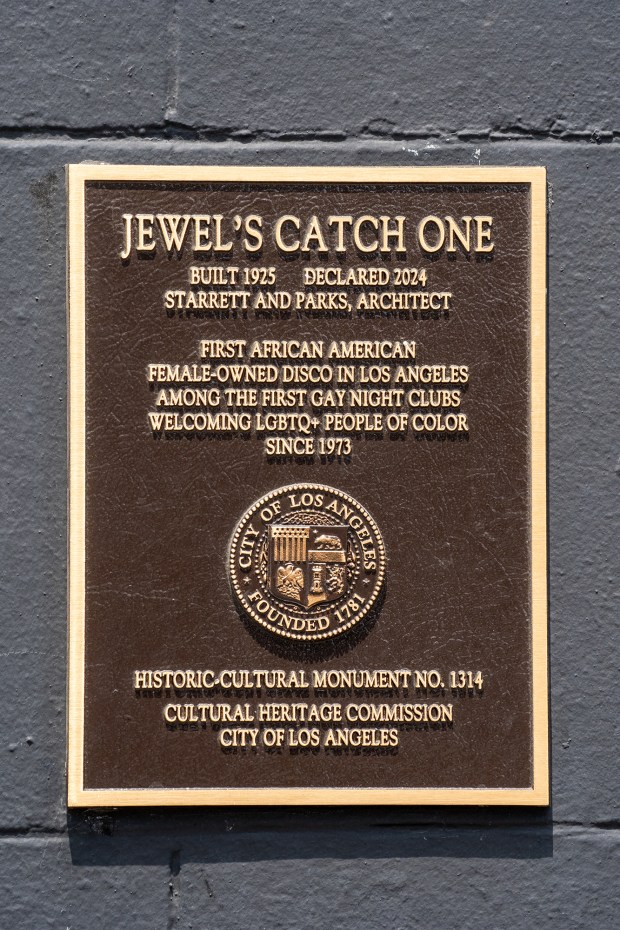 JEWEL'S CATCH ONE
BUILT 1925 DECLARED 2024
STARRETT AND PARKS, ARCHITECT
FIRST AFRICAN AMERICAN
FEMALE-OWNED DISCO IN LOS ANGELES
AMONG THE FIRST GAY NIGHT CLUBS
WELCOMING LGBTQ+ PEOPLE OF COLOR
SINCE 1973
CITY OF LOS ANGELES
FOUNDED 1781
HISTORIC-CULTURAL MONUMENT NO. 1314
CULTURAL HERITAGE COMMISSION
CITY OF LOS ANGELES